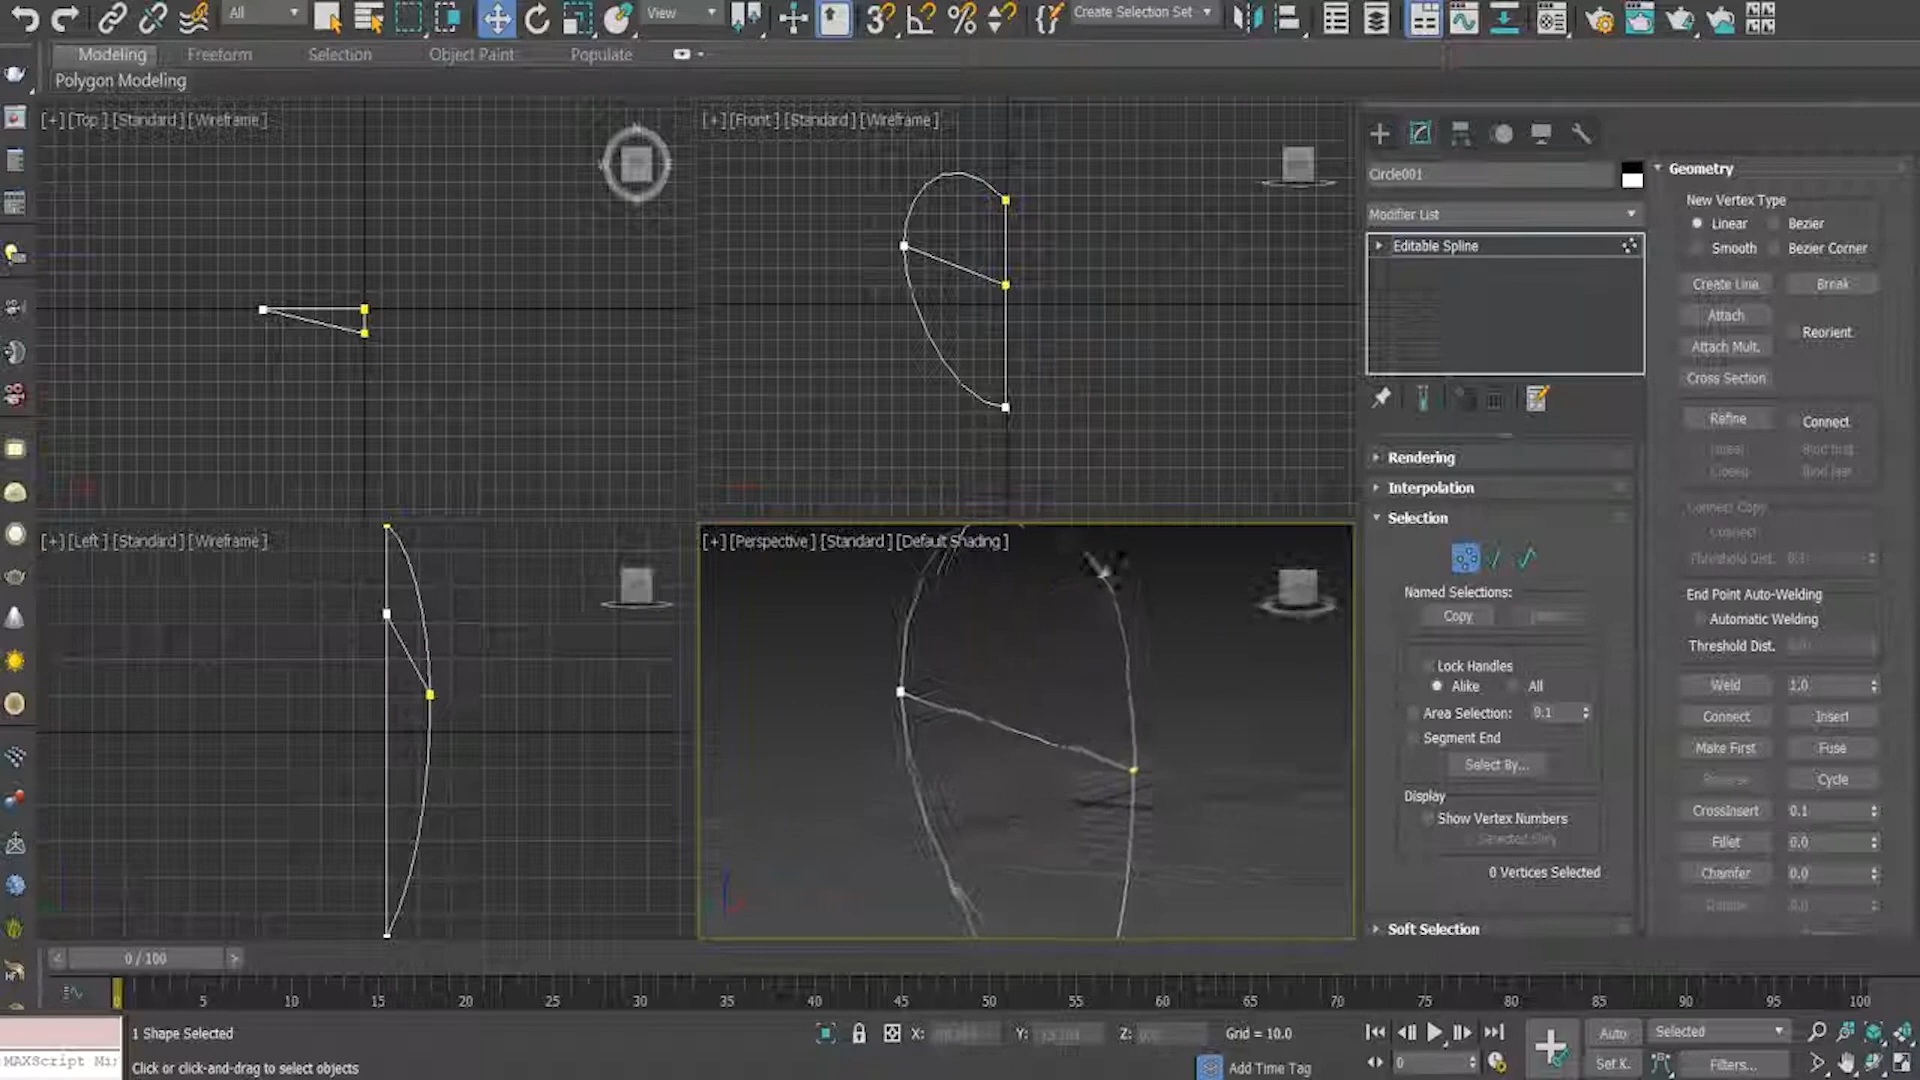 All
View
Create Selection Set
Modeling
Freeform
Selection
Object Paint
Populate
Polygon Modeling
[+] [Top ] [Standard ] [Wireframe ]
[+] [Front ] [Standard ] [Wireframe ]
[+] [Left ] [Standard ] [Wireframe ]
[+] [Perspective ] [Standard ] [Default Shading ]
Circle001
Modifier List
Editable Spline
Rendering
Interpolation
Selection
Named Selections:
Copy
Lock Handles
Alike
All
Area Selection:
0.1
Segment End
Select By...
Display
Show Vertex Numbers
Selected Only
0 Vertices Selected
Soft Selection
Geometry
New Vertex Type
Linear
Bezier
Smooth
Bezier Corner
Create Line
Break
Attach
Reorient
Attach Mult.
Cross Section
Refine
Connect
Linear
Bind first
Closed
Bind last
Connect Copy
Connect
Threshold Dist.
End Point Auto-Welding
Automatic Welding
Threshold Dist.
Weld
1.0
Connect
Insert
Make First
Fuse
Reverse
Cycle
CrossInsert
0.1
Fillet
0.0
Chamfer
0.0
0 / 100
0
5
10
15
20
25
30
35
40
45
50
55
60
65
70
75
80
85
90
95
100
1 Shape Selected
X:
Y:
Z:
Grid = 10.0
Auto
Selected
MAXScript Mi
Click or click-and-drag to select objects
Add Time Tag
0
Set K.
Filters...